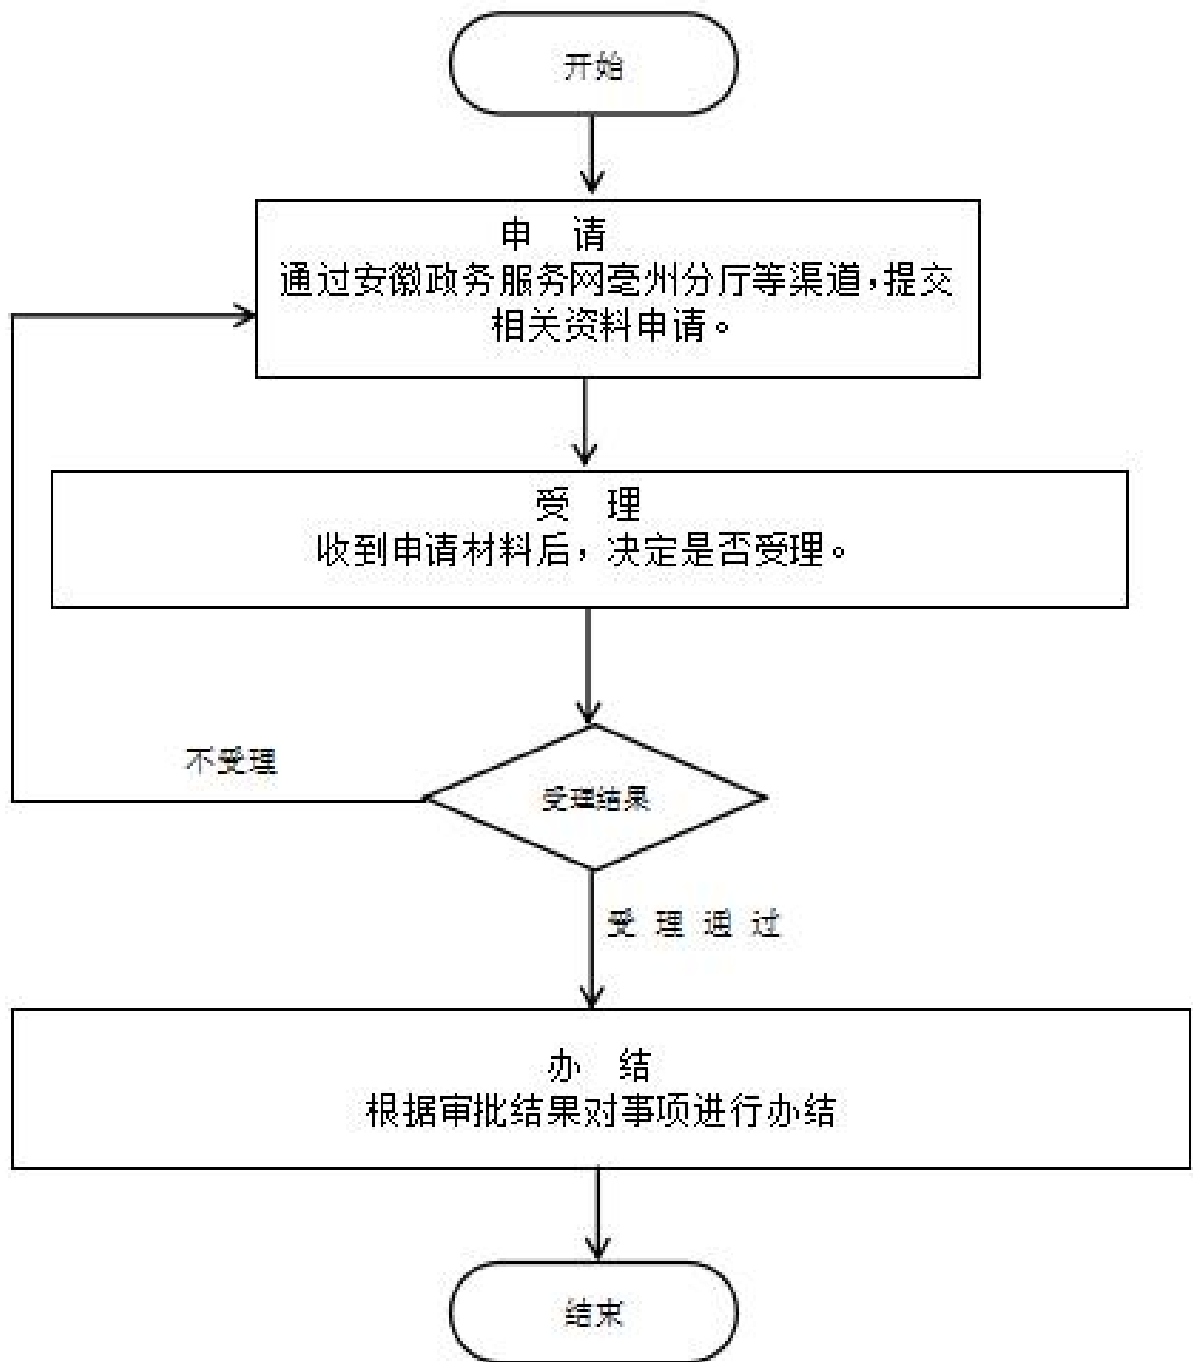 开始
申 请
通过安徽政务服务网亳州分厅等渠道,提交
相关资料申请。
受 理
收到申请材料后，决定是否受理。
不受理
受理结果
受理通过
办 结
根据审批结果对事项进行办结
结束